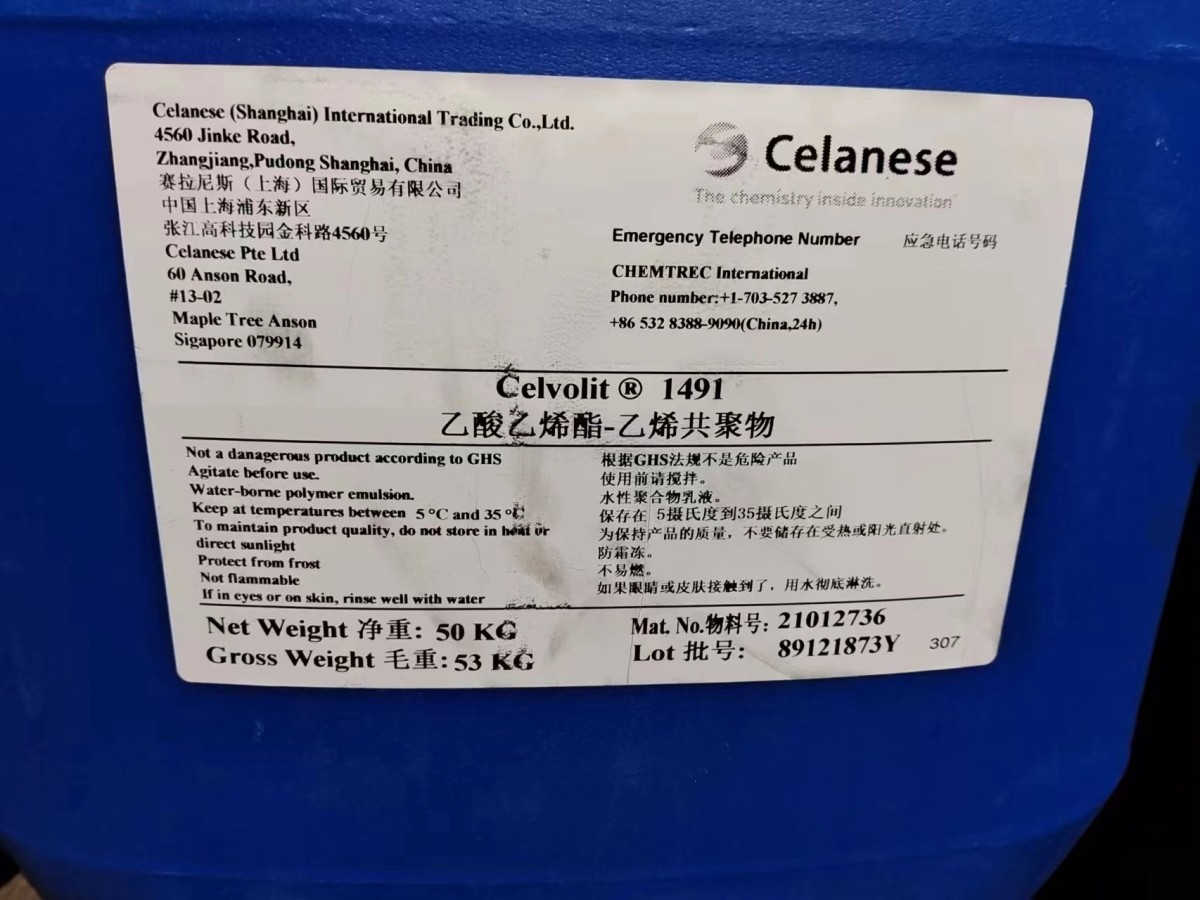 Celanese (Shanghai) International Trading Co.,Ltd.
4560 Jinke Road,
Zhangjiang,Pudong Shanghai, China
赛拉尼斯（上海）国际贸易有限公司
中国上海浦东新区
张江高科技园金科路4560号
Celanese Pte Ltd
60 Anson Road,
#13-02
Maple Tree Anson
Sigapore 079914
Celanese
The chemistry inside innovation™
Emergency Telephone Number 应急电话号码
CHEMTREC International
Phone number:+1-703-527 3887,
+86 532 8388-9090(China,24h)
Celvolit ® 1491
乙酸乙烯酯-乙烯共聚物
Not a danagerous product according to GHS
Agitate before use.
Water-borne polymer emulsion.
Keep at temperatures between 5 °C and 35 °C
To maintain product quality, do not store in heat or
direct sunlight
Protect from frost
Not flammable
If in eyes or on skin, rinse well with water
根据GHS法规不是危险产品
使用前请搅拌。
水性聚合物乳液。
保存在 5摄氏度到35摄氏度之间
为保持产品的质量，不要储存在受热或阳光直射处。
防霜冻。
不易燃。
如果眼睛或皮肤接触到了，用水彻底淋洗。
Net Weight 净重: 50 KG
Gross Weight 毛重: 53 KG
Mat. No.物料号: 21012736
Lot 批号: 89121873Y 307